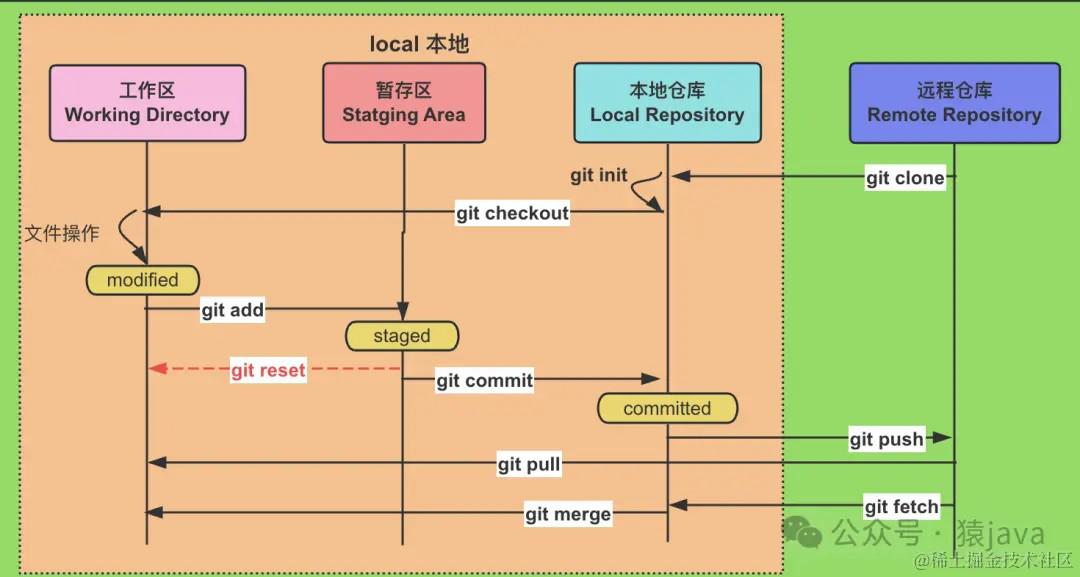 local 本地
工作区
Working Directory
暂存区
Statging Area
本地仓库
Local Repository
远程仓库
Remote Repository
git init
git clone
git checkout
文件操作
modified
git add
staged
git reset
git commit
committed
git push
git pull
git fetch
git merge
公众号 · 猿java
@稀土掘金技术社区